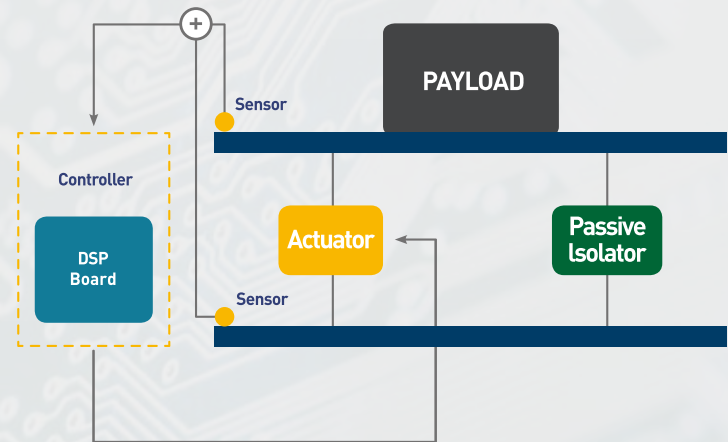 +
PAYLOAD
Sensor
Controller
Actuator
Passive
Isolator
DSP
Board
Sensor